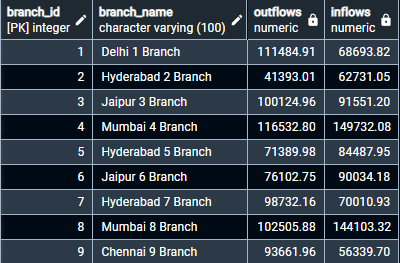 branch_id branch_name outflows inflows
[PK] integer character varying (100) numeric numeric
1 Delhi 1 Branch 111484.91 68693.82
2 Hyderabad 2 Branch 41393.01 62731.05
3 Jaipur 3 Branch 100124.96 91551.20
4 Mumbai 4 Branch 116532.80 149732.08
5 Hyderabad 5 Branch 71389.98 84487.95
6 Jaipur 6 Branch 76102.75 90034.18
7 Hyderabad 7 Branch 98732.16 70010.93
8 Mumbai 8 Branch 102505.88 144103.32
9 Chennai 9 Branch 93661.96 56339.70